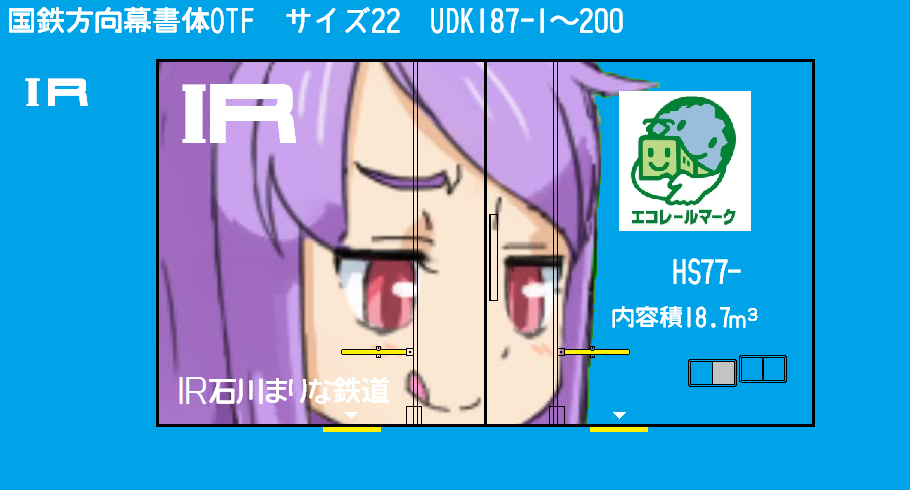 国鉄方向幕書体OTF　サイズ22　UDK187-1～200
IR
IR
エコレールマーク
HS77-
内容積18.7m³
IR石川まりな鉄道